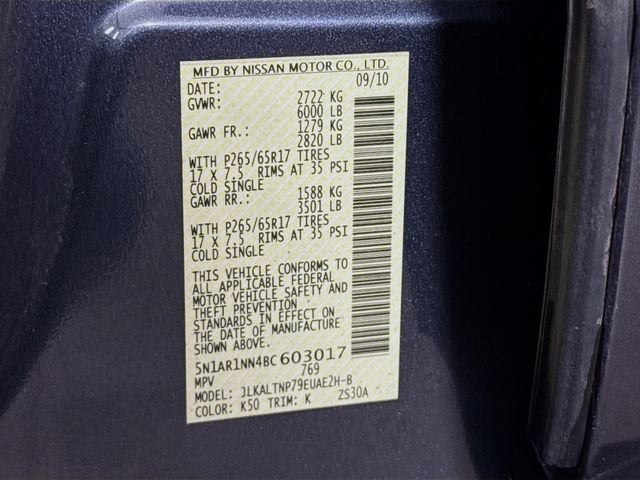 MFD BY NISSAN MOTOR CO., LTD.
DATE: 09/10
GVWR: 2722 KG
6000 LB
GAWR FR.: 1279 KG
2820 LB
WITH P265/65R17 TIRES
17 X 7.5 RIMS AT 35 PSI
COLD SINGLE
GAWR RR.: 1588 KG
3501 LB
WITH P265/65R17 TIRES
17 X 7.5 RIMS AT 35 PSI
COLD SINGLE
THIS VEHICLE CONFORMS TO
ALL APPLICABLE FEDERAL
MOTOR VEHICLE SAFETY AND
THEFT PREVENTION
STANDARDS IN EFFECT ON
THE DATE OF MANUFACTURE
SHOWN ABOVE.
5N1AR1NN4BC603017
MPV 769
MODEL: JLKALTNP79EUAE2H-B
COLOR: K50 TRIM: K ZS30A